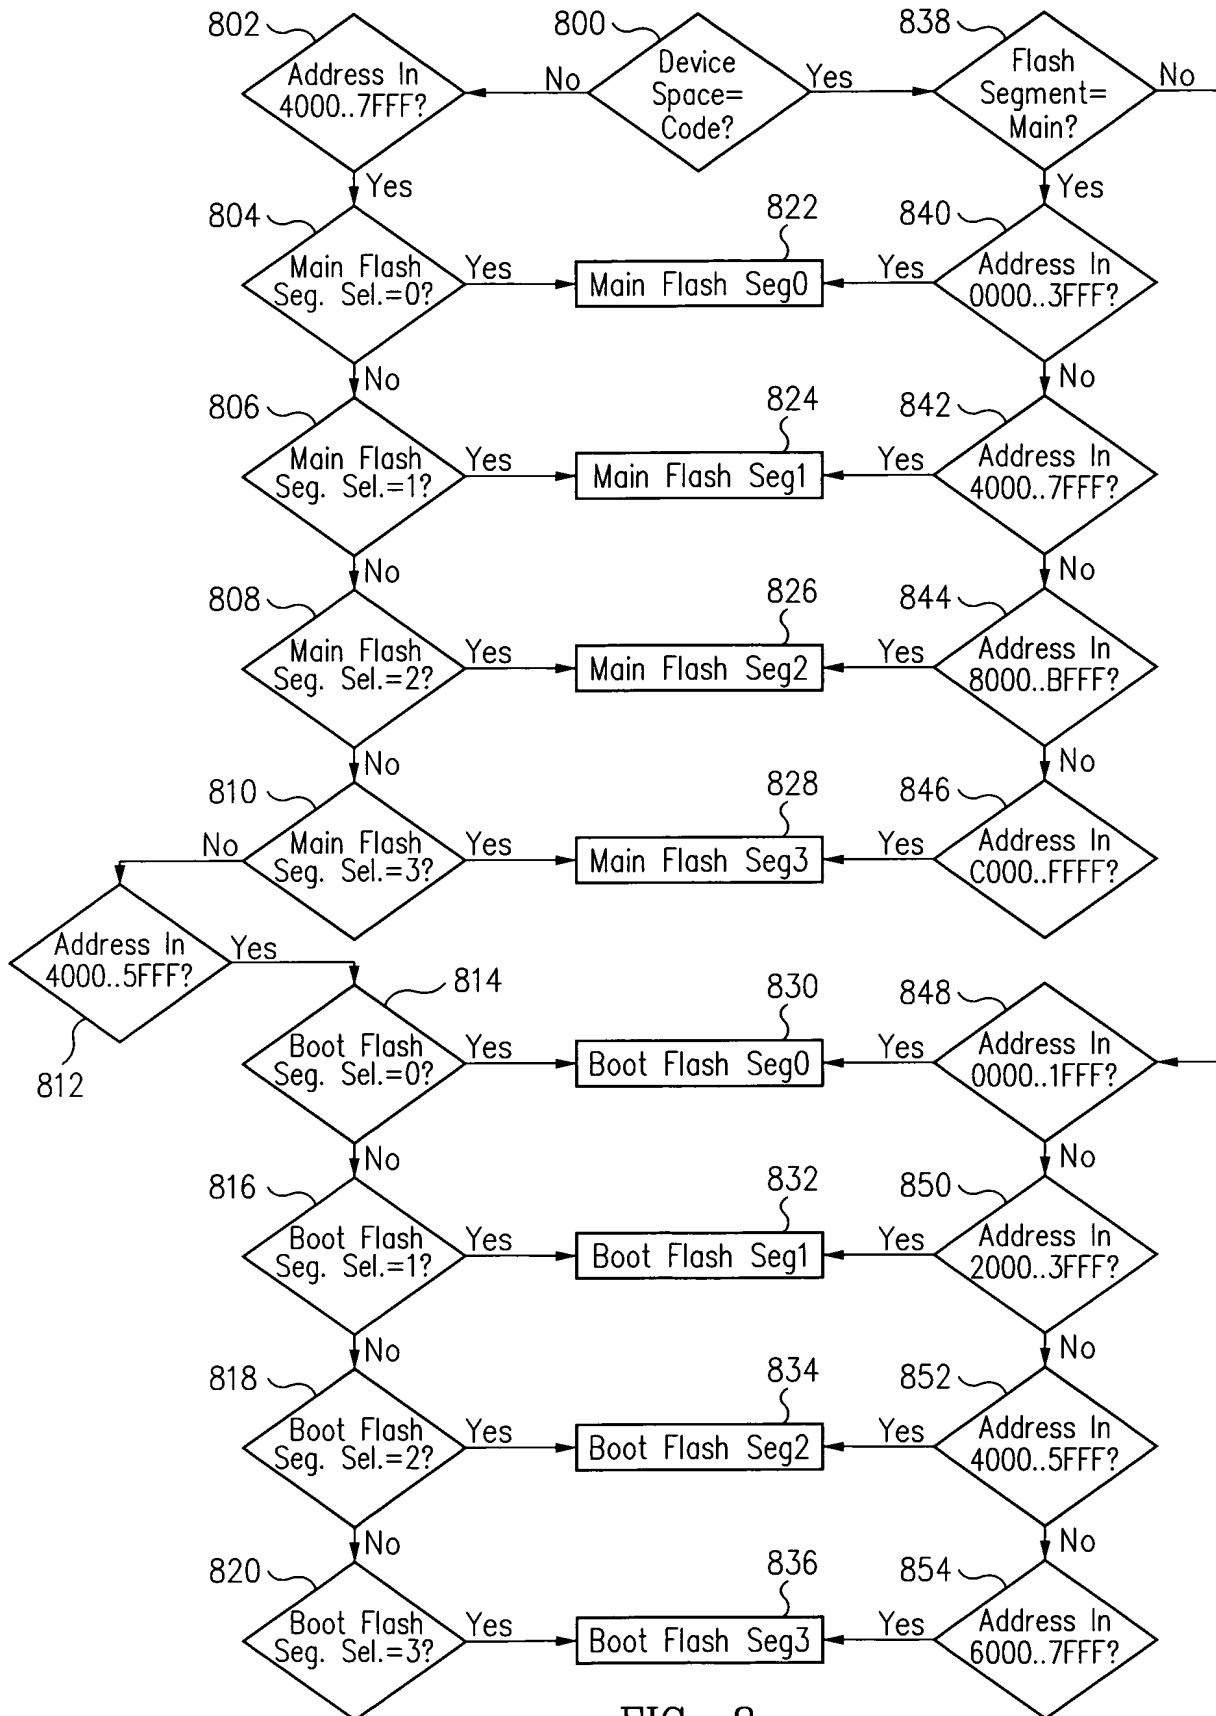 802
800
838
Address In
4000..7FFF?
No
Device
Space=
Code?
Yes
Flash
Segment=
Main?
No
Yes
Yes
804
822
840
Main Flash
Seg. Sel.=0?
Yes
Main Flash Seg0
Yes
Address In
0000..3FFF?
No
No
806
824
842
Main Flash
Seg. Sel.=1?
Yes
Main Flash Seg1
Yes
Address In
4000..7FFF?
No
No
808
826
844
Main Flash
Seg. Sel.=2?
Yes
Main Flash Seg2
Yes
Address In
8000..BFFF?
No
No
810
828
846
No
Main Flash
Seg. Sel.=3?
Yes
Main Flash Seg3
Yes
Address In
C000..FFFF?
Address In
4000..5FFF?
Yes
812
814
830
848
Boot Flash
Seg. Sel.=0?
Yes
Boot Flash Seg0
Yes
Address In
0000..1FFF?
No
No
816
832
850
Boot Flash
Seg. Sel.=1?
Yes
Boot Flash Seg1
Yes
Address In
2000..3FFF?
No
No
818
834
852
Boot Flash
Seg. Sel.=2?
Yes
Boot Flash Seg2
Yes
Address In
4000..5FFF?
No
No
820
836
854
Boot Flash
Seg. Sel.=3?
Yes
Boot Flash Seg3
Yes
Address In
6000..7FFF?